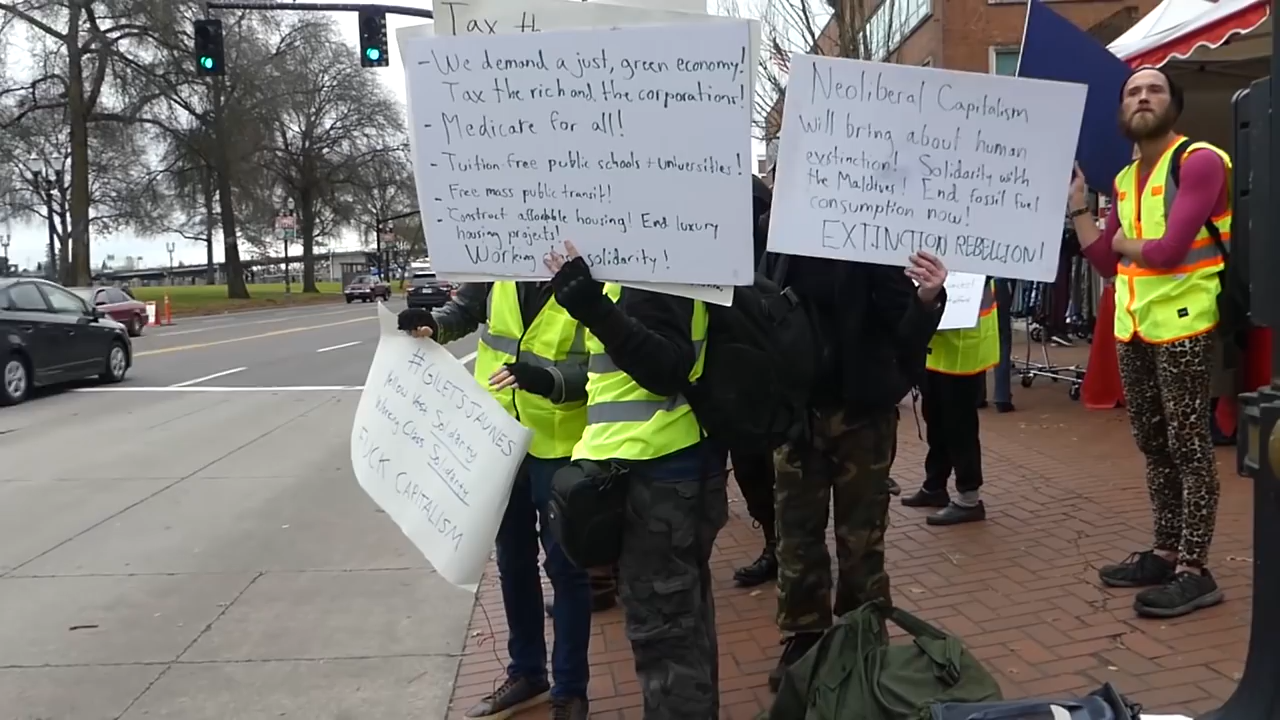 Tax th
-We demand a just, green economy!
Tax the rich and the corporations!
- Medicare for all!
- Tuition free public schools + universities!
- Free mass public transit!
- Construct affordable housing! End luxury
housing projects!
Working solidarity!
Neoliberal Capitalism
will bring about human
exstinction! Solidarity with
the Maldives! End fossil fuel
consumption now!
EXTINCTION REBELLION!
#GILETSJAUNES
Yellow Vest Solidarity
Working Class Solidarity
FUCK CAPITALISM